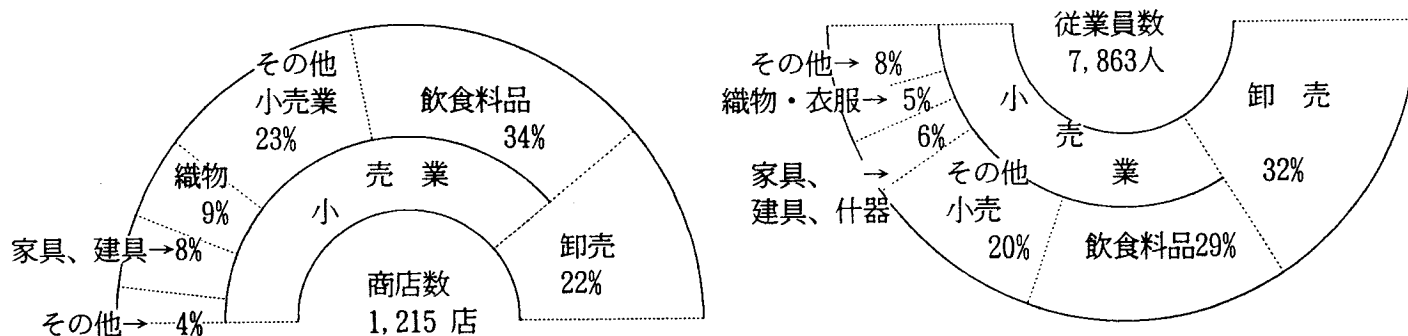 その他
小売業
23%
飲食料品
34%
織物
9%
家具、建具→8%
その他→4%
小売業
卸売
22%
商店数
1,215 店
従業員数
7,863人
その他→8%
織物・衣服→5%
6%
家具、→
建具、什器
その他
小売
20%
飲食料品29%
小売業
卸 売
32%